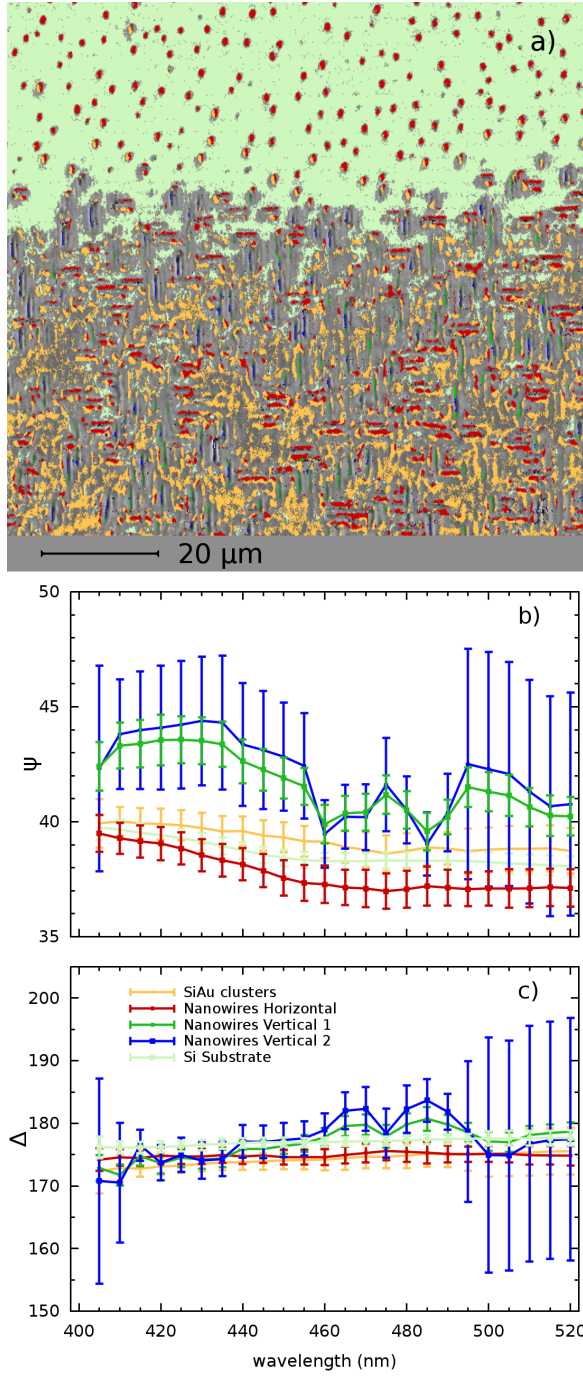 a)
20 μm
b)
50
45
40
35
Ψ
c)
SiAu clusters
Nanowires Horizontal
Nanowires Vertical 1
Nanowires Vertical 2
Si Substrate
200
190
180
170
160
150
Δ
400 420 440 460 480 500 520
wavelength (nm)